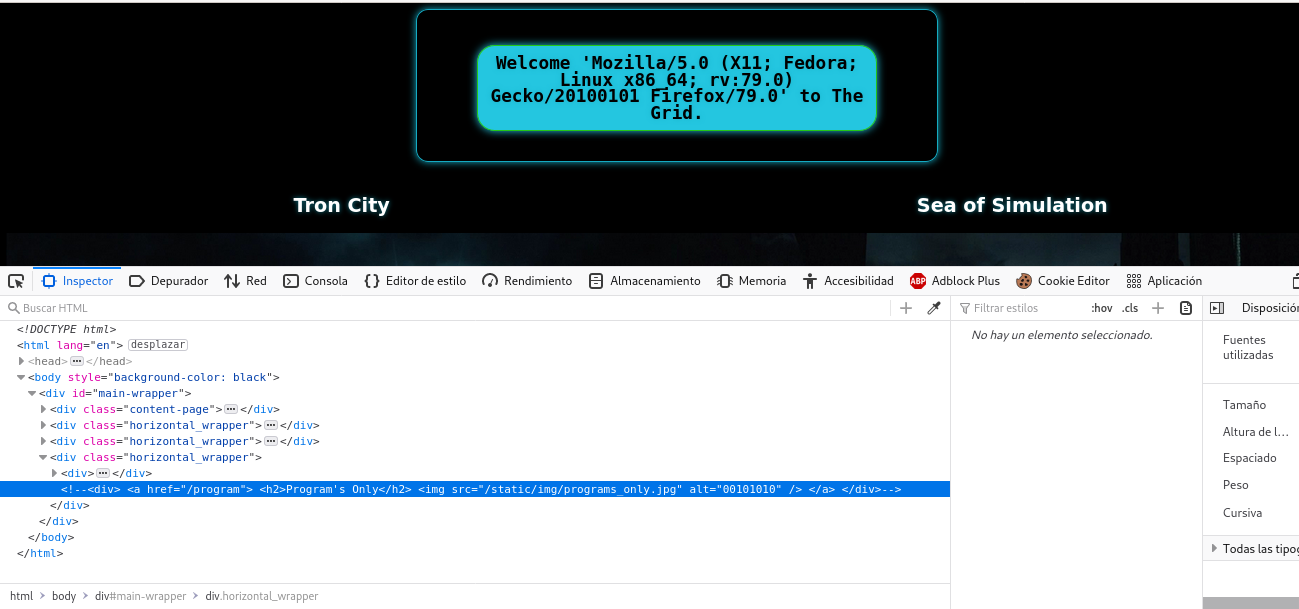 Welcome 'Mozilla/5.0 (X11; Fedora;
Linux x86_64; rv:79.0)
Gecko/20100101 Firefox/79.0' to The
Grid.
Tron City
Sea of Simulation
Inspector
Depurador
Red
Consola
Editor de estilo
Rendimiento
Almacenamiento
Memoria
Accesibilidad
ABP Adblock Plus
Cookie Editor
Aplicación
Buscar HTML
Filtrar estilos
:hov .cls
Disposición
<!DOCTYPE html>
<html lang="en"> desplazar
<head> ••• </head>
<body style="background-color: black">
<div id="main-wrapper">
<div class="content-page"> ••• </div>
<div class="horizontal_wrapper"> ••• </div>
<div class="horizontal_wrapper"> ••• </div>
<div class="horizontal_wrapper">
<div> ••• </div>
<!--<div> <a href="/program"> <h2>Program's Only</h2> <img src="/static/img/programs_only.jpg" alt="00101010" /> </a> </div>-->
</div>
</div>
</body>
</html>
No hay un elemento seleccionado.
Fuentes
utilizadas
Tamaño
Altura de l…
Espaciado
Peso
Cursiva
Todas las tipog
html > body > div#main-wrapper > div.horizontal_wrapper